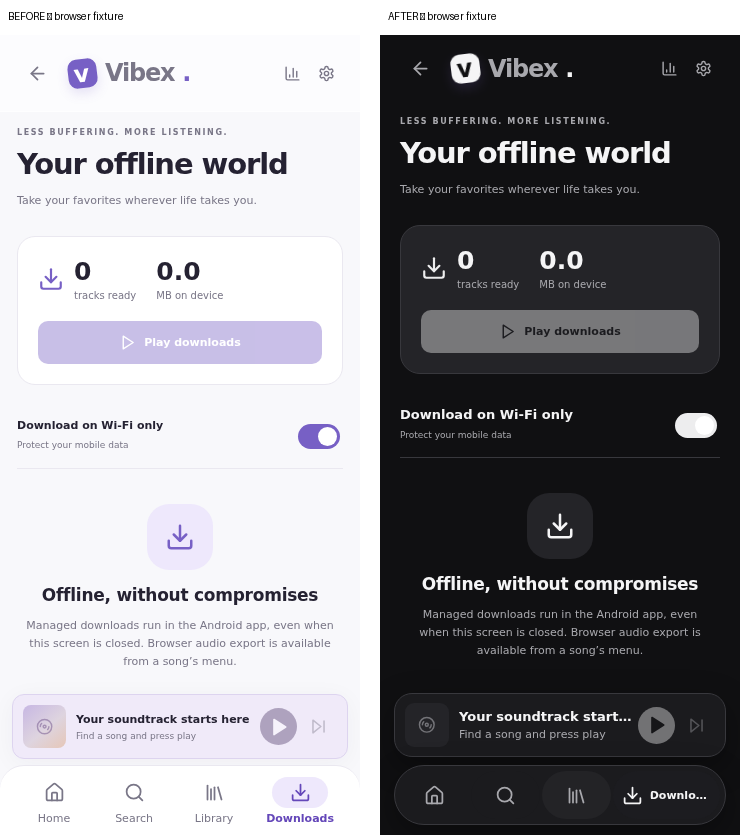 BEFORE▯ browser fixture
Vibex .
LESS BUFFERING. MORE LISTENING.
Your offline world
Take your favorites wherever life takes you.
0
tracks ready
0.0
MB on device
Play downloads
Download on Wi-Fi only
Protect your mobile data
Offline, without compromises
Managed downloads run in the Android app, even when
this screen is closed. Browser audio export is available
from a song’s menu.
Your soundtrack starts here
Find a song and press play
Home
Search
Library
Downloads
AFTER▯ browser fixture
Vibex .
LESS BUFFERING. MORE LISTENING.
Your offline world
Take your favorites wherever life takes you.
0
tracks ready
0.0
MB on device
Play downloads
Download on Wi-Fi only
Protect your mobile data
Offline, without compromises
Managed downloads run in the Android app, even
when this screen is closed. Browser audio export is
available from a song’s menu.
Your soundtrack start...
Find a song and press play
Downlo...